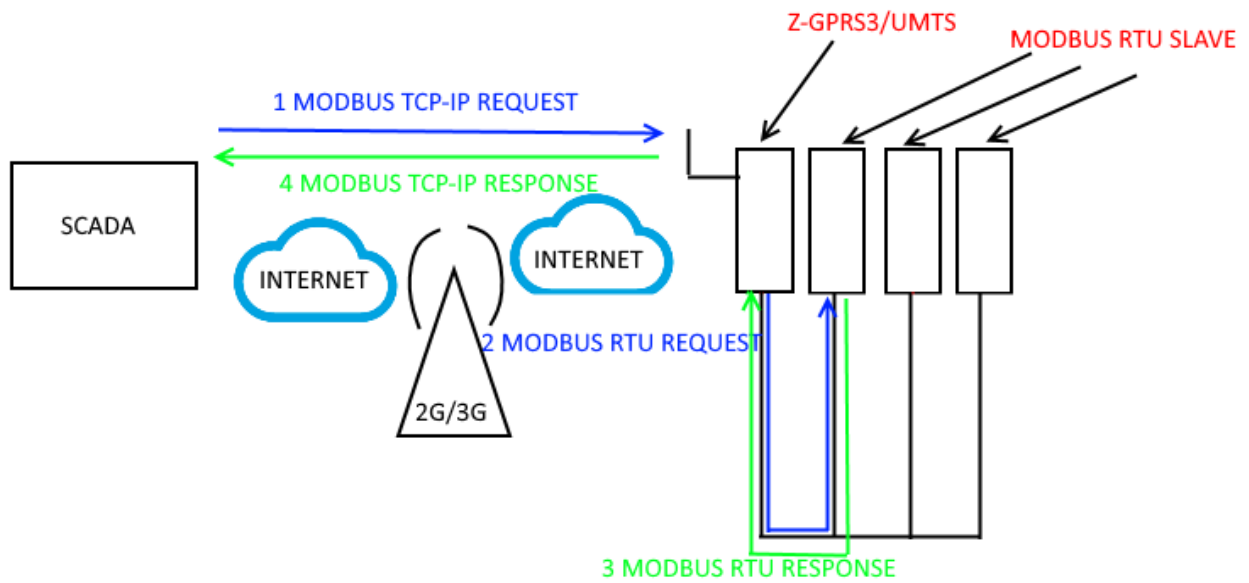 Z-GPRS3/UMTS
MODBUS RTU SLAVE
1 MODBUS TCP-IP REQUEST
4 MODBUS TCP-IP RESPONSE
SCADA
INTERNET
INTERNET
2 MODBUS RTU REQUEST
2G/3G
3 MODBUS RTU RESPONSE